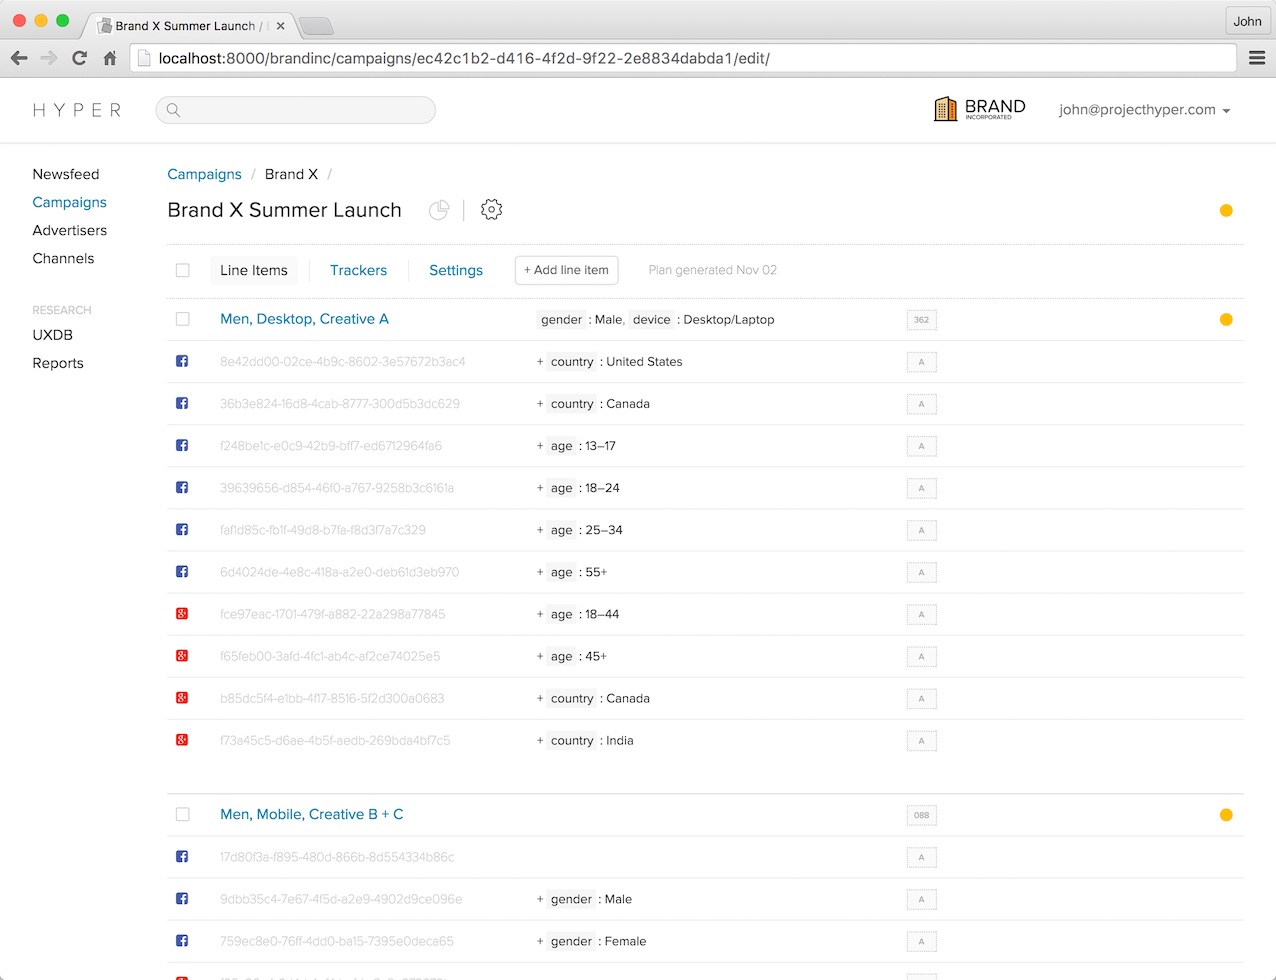 Brand X Summer Launch /
John
localhost:8000/brandinc/campaigns/ec42c1b2-d416-4f2d-9f22-2e8834dabda1/edit/
HYPER
BRAND
INCORPORATED
john@projecthyper.com
Newsfeed
Campaigns
Advertisers
Channels
RESEARCH
UXDB
Reports
Campaigns / Brand X /
Brand X Summer Launch
Line Items Trackers Settings + Add line item Plan generated Nov 02
Men, Desktop, Creative A gender : Male, device : Desktop/Laptop 362
8e42dd00-02ce-4b9c-8602-3e57672b3ac4 + country : United States A
36b3e824-16d8-4cab-8777-300d5b3dc629 + country : Canada A
f248be1c-e0c9-42b9-bff7-ed6712964fa6 + age : 13–17 A
39639656-d854-46f0-a767-9258b3c6161a + age : 18–24 A
faf1d85c-fb1f-49d8-b7fa-f8d3f7a7c329 + age : 25–34 A
6d4024de-4e8c-418a-a2e0-deb61d3eb970 + age : 55+ A
fce97eac-1701-479f-a882-22a298a77845 + age : 18–44 A
f65feb00-3afd-4fc1-ab4c-af2ce74025e5 + age : 45+ A
b85dc5f4-e1bb-4f17-8516-5f2d300a0683 + country : Canada A
f73a45c5-d6ae-4b5f-aedb-269bda4bf7c5 + country : India A
Men, Mobile, Creative B + C 088
17d80f3a-f895-480d-866b-8d554334b86c A
9dbb35c4-7e67-4f5d-a2e9-4902d9ce096e + gender : Male A
759ec8e0-76ff-4dd0-ba15-7395e0deca65 + gender : Female A